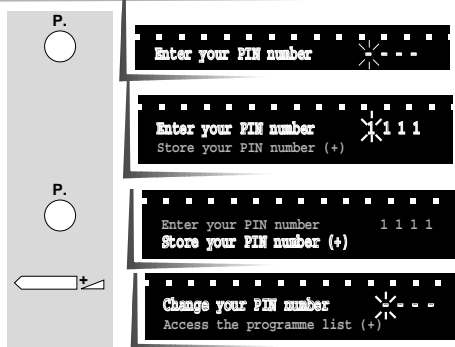 P.
Enter your PIN number - - - -
Enter your PIN number 1 1 1 1
Store your PIN number (+)
P.
Enter your PIN number 1 1 1 1
Store your PIN number (+)
+
Change your PIN number - - - -
Access the programme list (+)